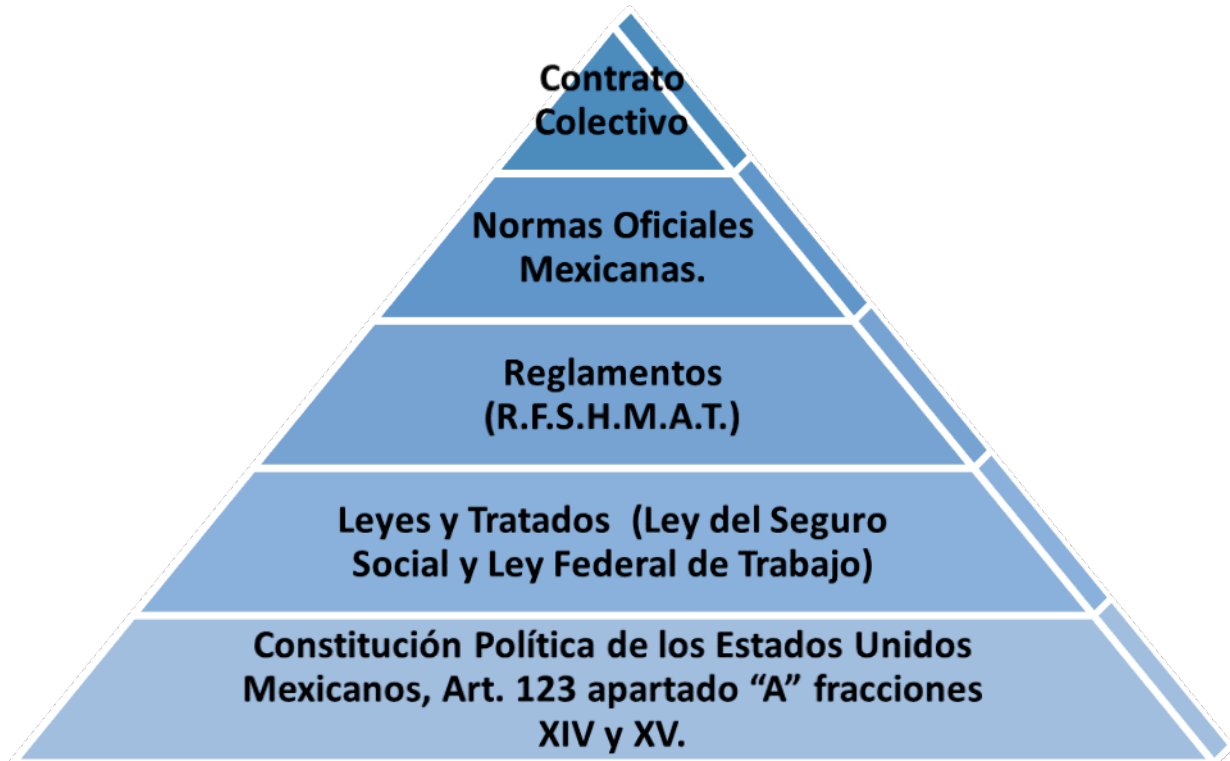 Contrato
Colectivo
Normas Oficiales
Mexicanas.
Reglamentos
(R.F.S.H.M.A.T.)
Leyes y Tratados  (Ley del Seguro
Social y Ley Federal de Trabajo)
Constitución Política de los Estados Unidos
Mexicanos, Art. 123 apartado “A” fracciones
XIV y XV.